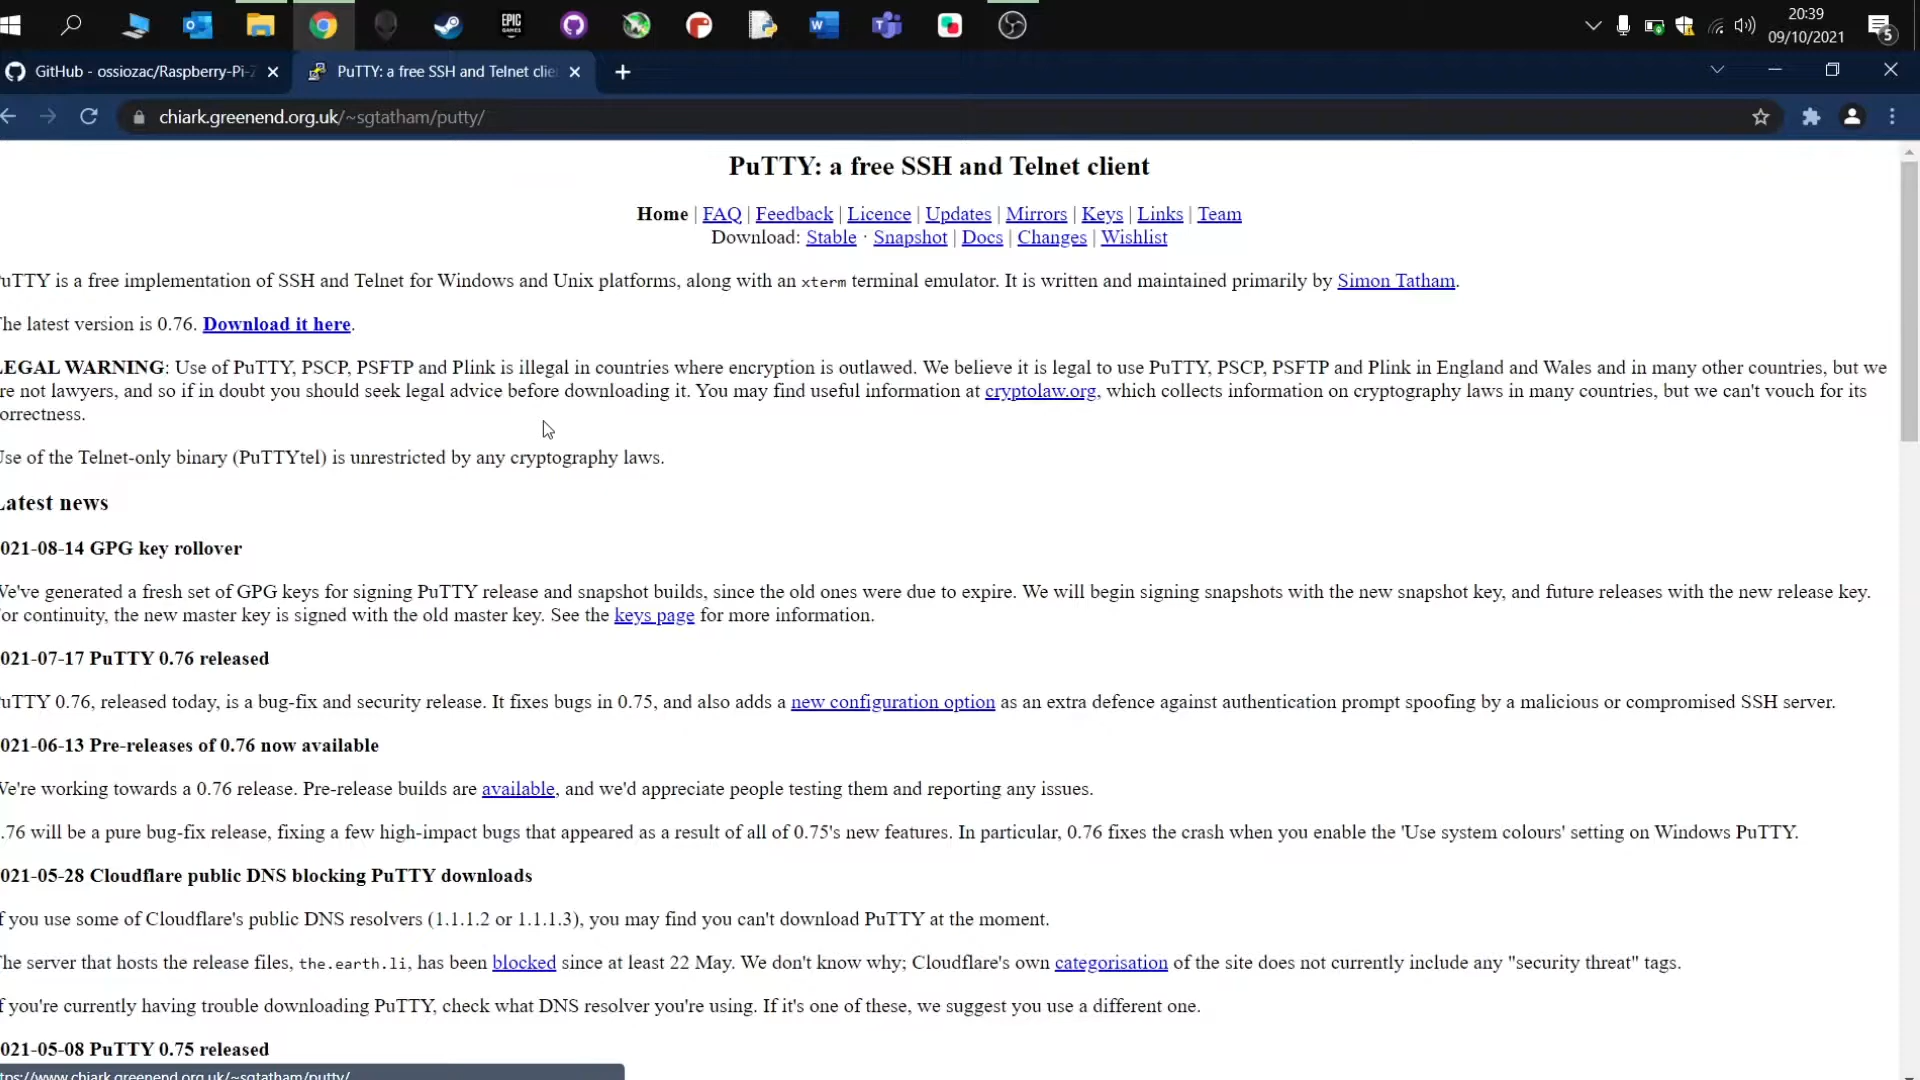 20:39
09/10/2021
5
EPIC
GAMES
GitHub - ossiozac/Raspberry-Pi-
PuTTY: a free SSH and Telnet clie
chiark.greenend.org.uk/~sgtatham/putty/
PuTTY: a free SSH and Telnet client
Home | FAQ | Feedback | Licence | Updates | Mirrors | Keys | Links | Team
Download: Stable · Snapshot | Docs | Changes | Wishlist
uTTY is a free implementation of SSH and Telnet for Windows and Unix platforms, along with an xterm terminal emulator. It is written and maintained primarily by Simon Tatham.
he latest version is 0.76. Download it here.
LEGAL WARNING: Use of PuTTY, PSCP, PSFTP and Plink is illegal in countries where encryption is outlawed. We believe it is legal to use PuTTY, PSCP, PSFTP and Plink in England and Wales and in many other countries, but we
re not lawyers, and so if in doubt you should seek legal advice before downloading it. You may find useful information at cryptolaw.org, which collects information on cryptography laws in many countries, but we can't vouch for its
orrectness.
Use of the Telnet-only binary (PuTTYtel) is unrestricted by any cryptography laws.
Latest news
021-08-14 GPG key rollover
We've generated a fresh set of GPG keys for signing PuTTY release and snapshot builds, since the old ones were due to expire. We will begin signing snapshots with the new snapshot key, and future releases with the new release key.
or continuity, the new master key is signed with the old master key. See the keys page for more information.
021-07-17 PuTTY 0.76 released
uTTY 0.76, released today, is a bug-fix and security release. It fixes bugs in 0.75, and also adds a new configuration option as an extra defence against authentication prompt spoofing by a malicious or compromised SSH server.
021-06-13 Pre-releases of 0.76 now available
We're working towards a 0.76 release. Pre-release builds are available, and we'd appreciate people testing them and reporting any issues.
.76 will be a pure bug-fix release, fixing a few high-impact bugs that appeared as a result of all of 0.75's new features. In particular, 0.76 fixes the crash when you enable the 'Use system colours' setting on Windows PuTTY.
021-05-28 Cloudflare public DNS blocking PuTTY downloads
f you use some of Cloudflare's public DNS resolvers (1.1.1.2 or 1.1.1.3), you may find you can't download PuTTY at the moment.
he server that hosts the release files, the.earth.li, has been blocked since at least 22 May. We don't know why; Cloudflare's own categorisation of the site does not currently include any "security threat" tags.
f you're currently having trouble downloading PuTTY, check what DNS resolver you're using. If it's one of these, we suggest you use a different one.
021-05-08 PuTTY 0.75 released
tps://www.chiark.greenend.org.uk/~sgtatham/putty/